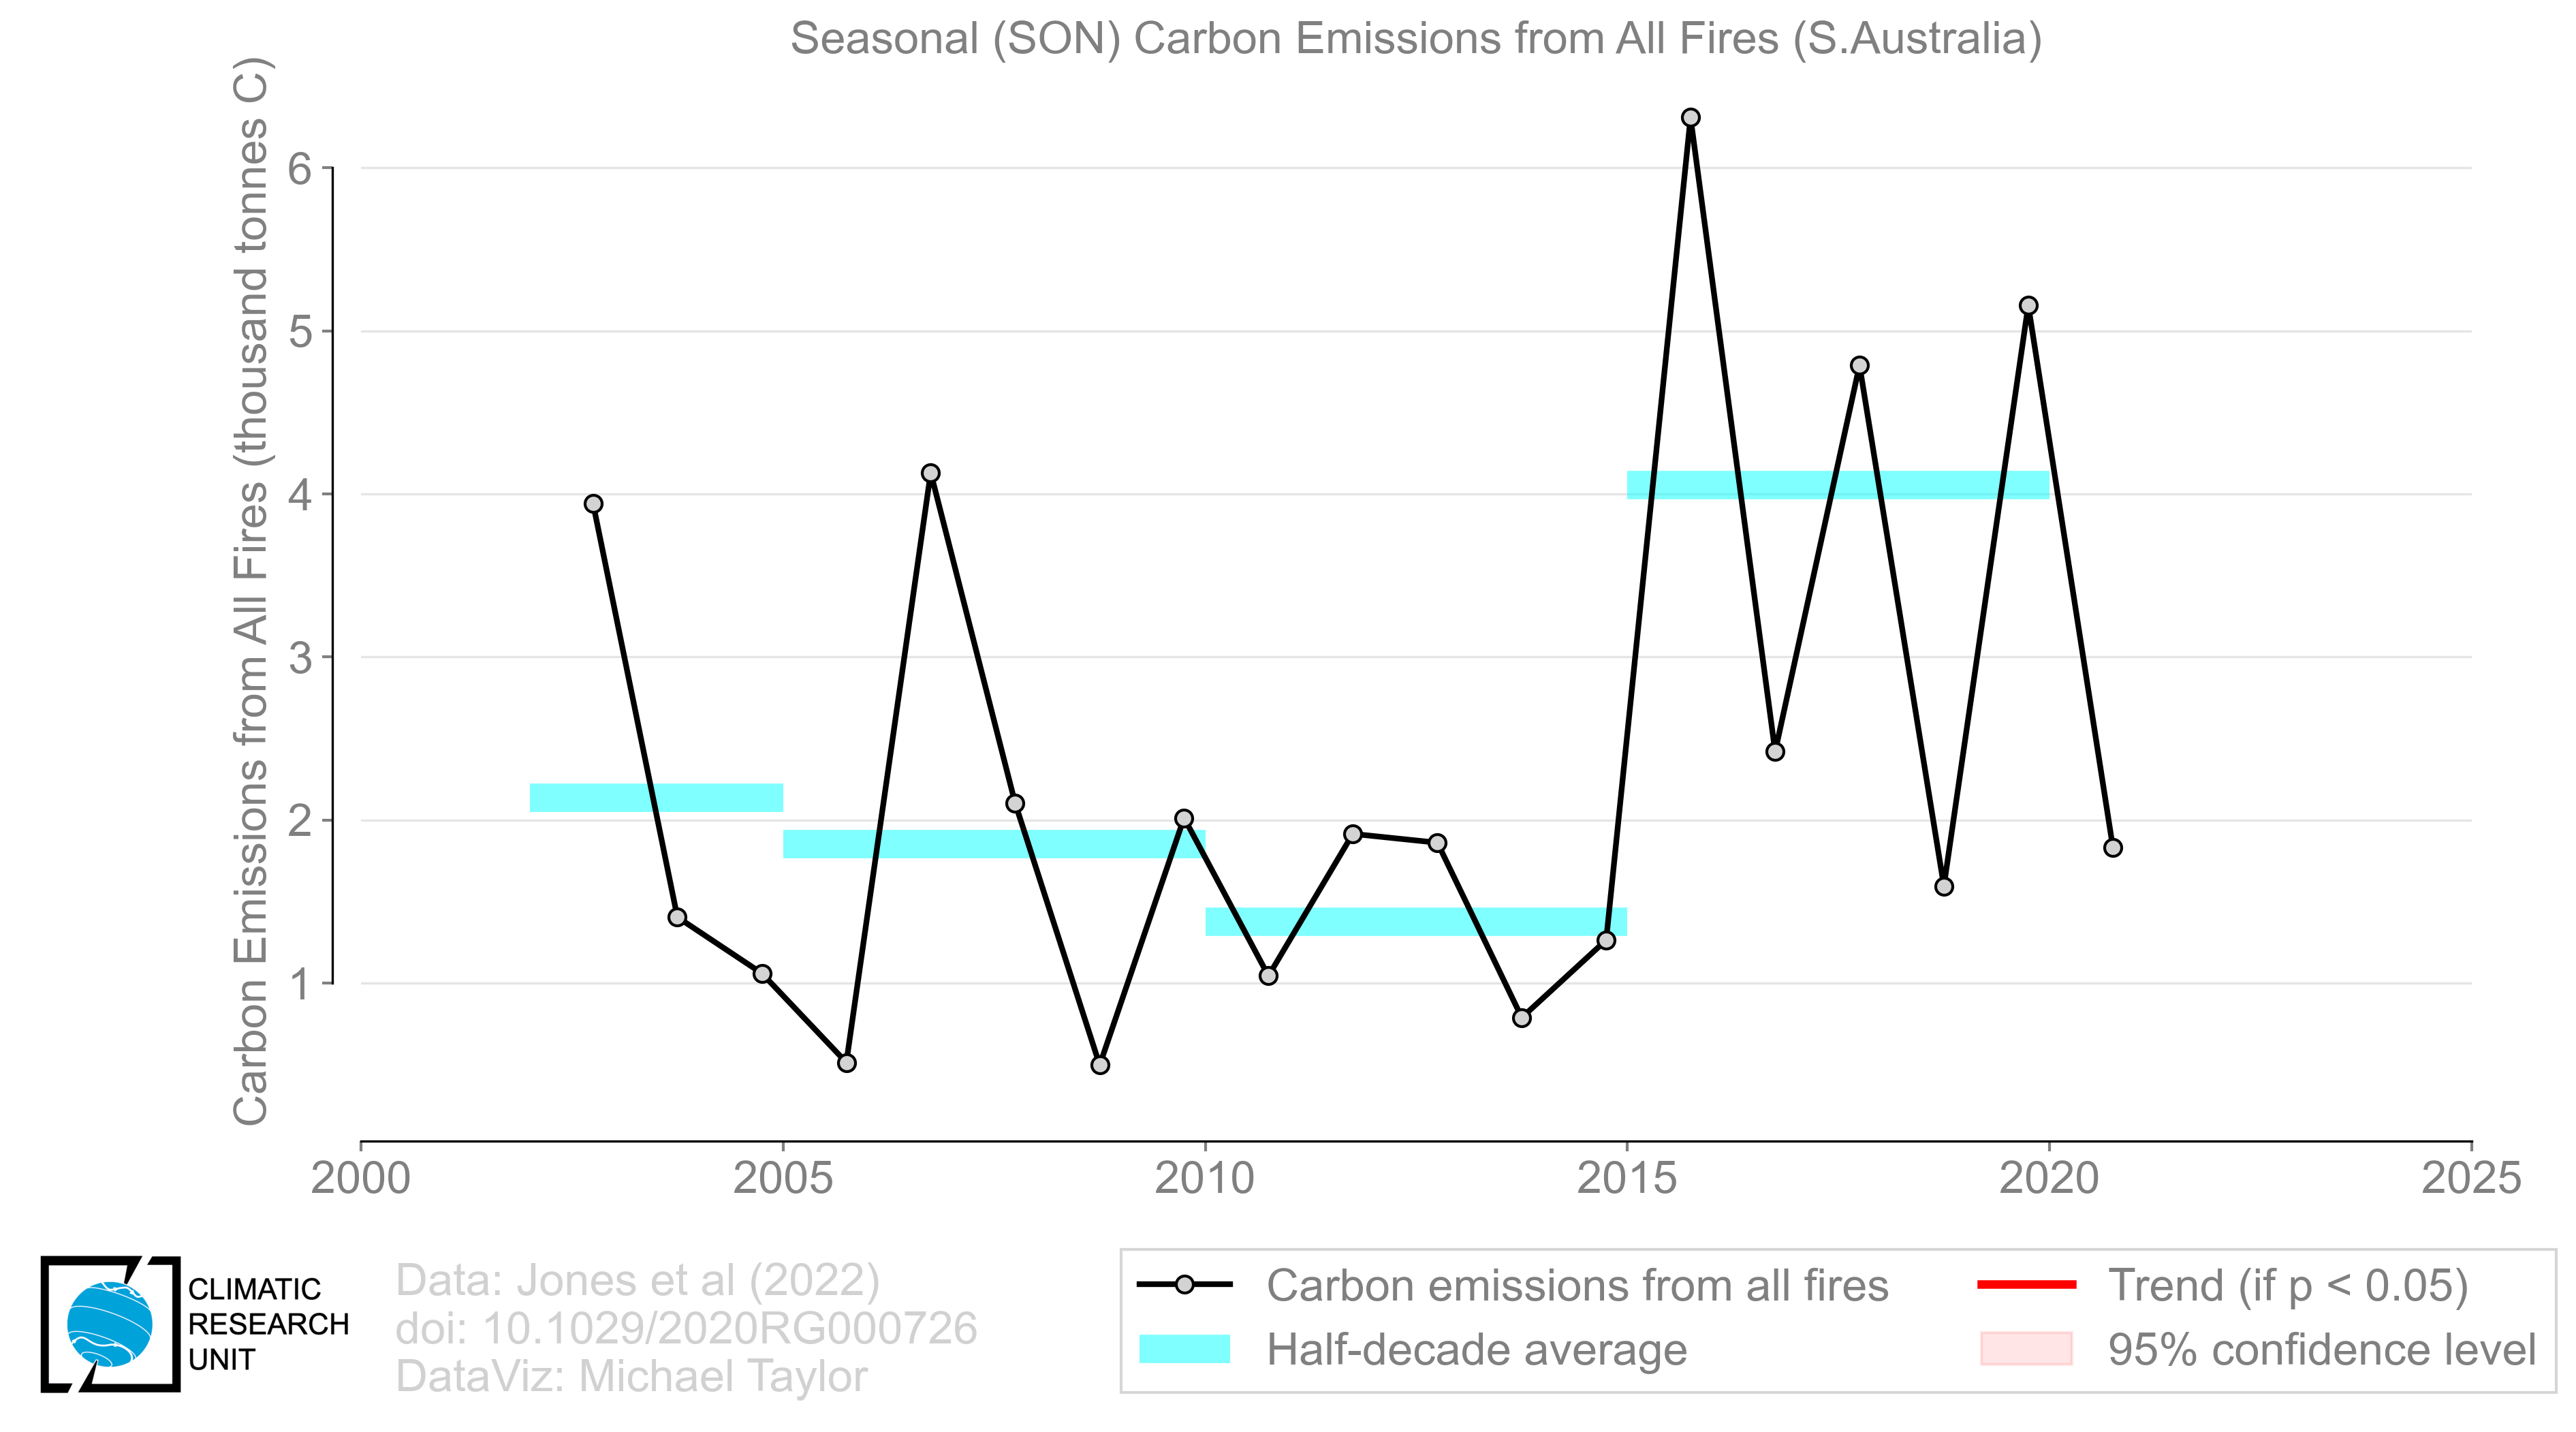 Seasonal (SON) Carbon Emissions from All Fires (S.Australia)
Carbon Emissions from All Fires (thousand tonnes C)
6
5
4
3
2
1
2000 2005 2010 2015 2020 2025
CLIMATIC
RESEARCH
UNIT
Data: Jones et al (2022)
doi: 10.1029/2020RG000726
DataViz: Michael Taylor
Carbon emissions from all fires
Half-decade average
Trend (if p < 0.05)
95% confidence level